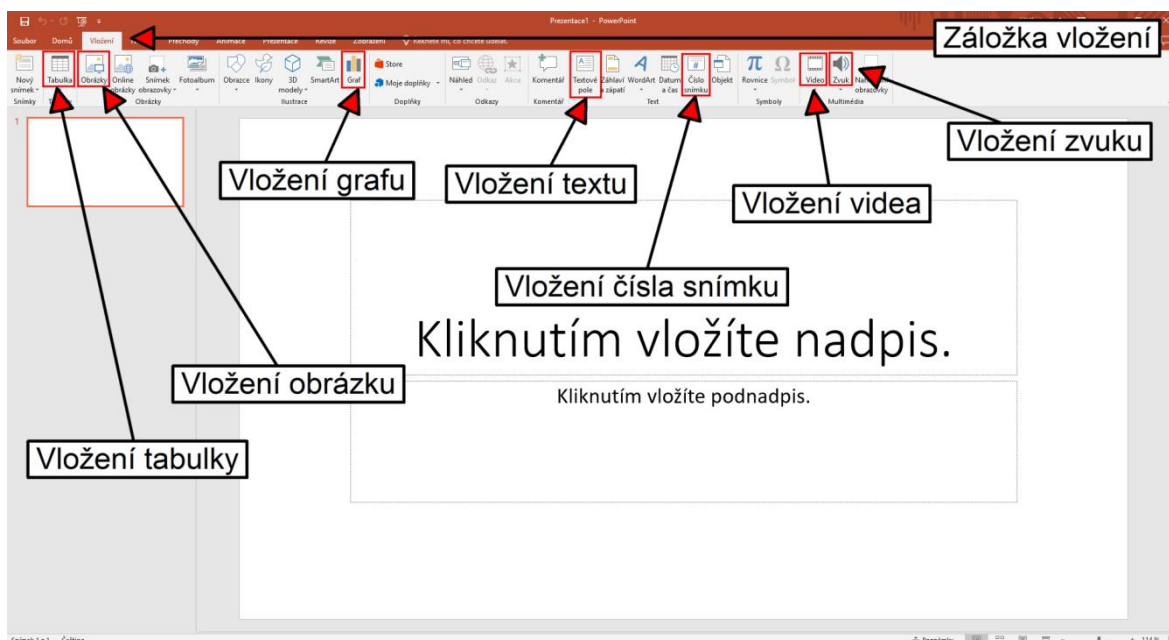 Prezentace1 - PowerPoint
Záložka vložení
Soubor Domů Vložení Přechody Animace Prezentace Revize Zobrazení Řekněte mi, co chcete udělat.
Nový snímek
Tabulka
Obrázky
Online obrázky
Snímek obrazovky
Fotoalbum
Obrazce
Ikony
3D modely
SmartArt
Graf
Store
Moje doplňky
Náhled
Odkaz
Akce
Komentář
Textové pole
Záhlaví a zápatí
WordArt
Datum a čas
Číslo snímku
Objekt
Rovnice
Symbol
Video
Zvuk
obrazovky
Snímky
Obrázky
Ilustrace
Doplňky
Odkazy
Komentář
Text
Symboly
Multimédia
1
Vložení zvuku
Vložení grafu
Vložení textu
Vložení videa
Vložení čísla snímku
Kliknutím vložíte nadpis.
Vložení obrázku
Kliknutím vložíte podnadpis.
Vložení tabulky